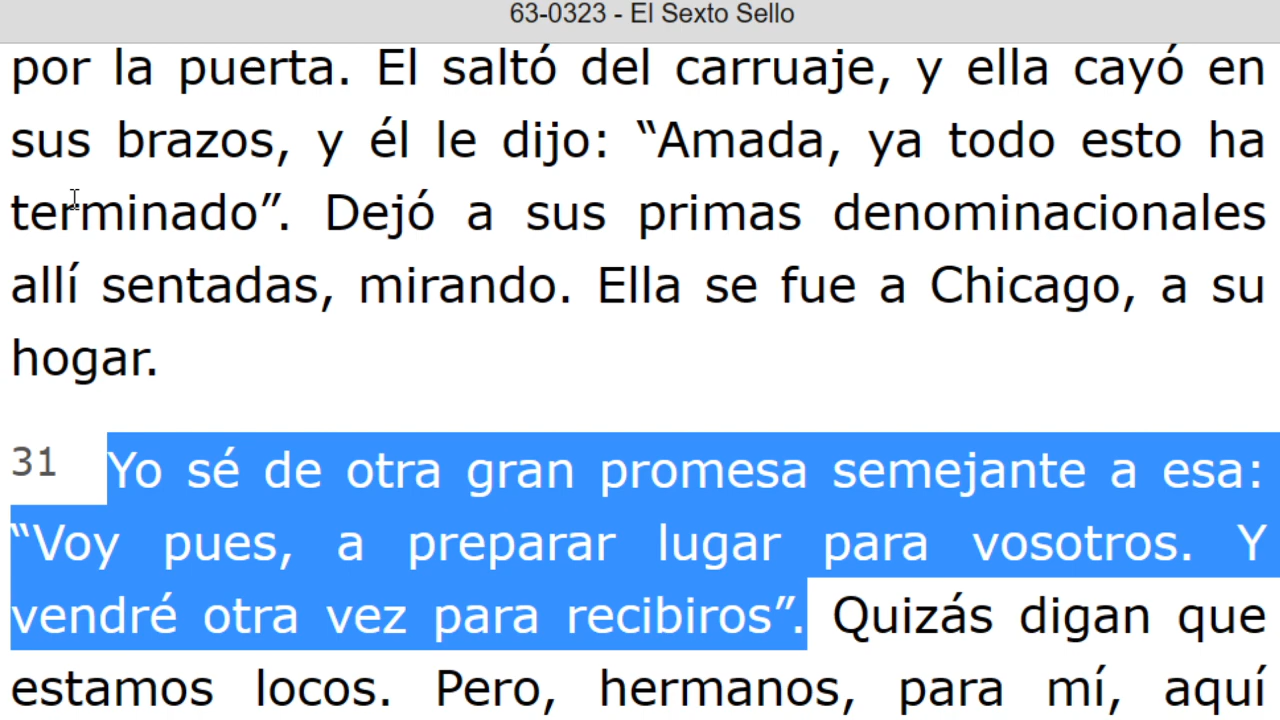 63-0323 - El Sexto Sello
por la puerta. El saltó del carruaje, y ella cayó en
sus brazos, y él le dijo: “Amada, ya todo esto ha
terminado”. Dejó a sus primas denominacionales
allí sentadas, mirando. Ella se fue a Chicago, a su
hogar.
31 Yo sé de otra gran promesa semejante a esa:
“Voy pues, a preparar lugar para vosotros. Y
vendré otra vez para recibiros”. Quizás digan que
estamos locos. Pero, hermanos, para mí, aquí